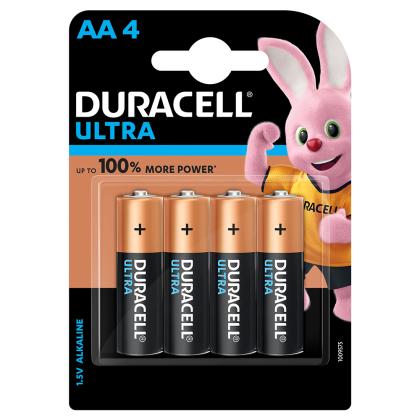 AA 4
DURACELL®
ULTRA
UP TO 100% MORE POWER*
DURACELL
+ + + +
DURACELL® ULTRA
DURACELL® ULTRA
DURACELL® ULTRA
DURACELL® ULTRA
1.5V ALKALINE
1009575